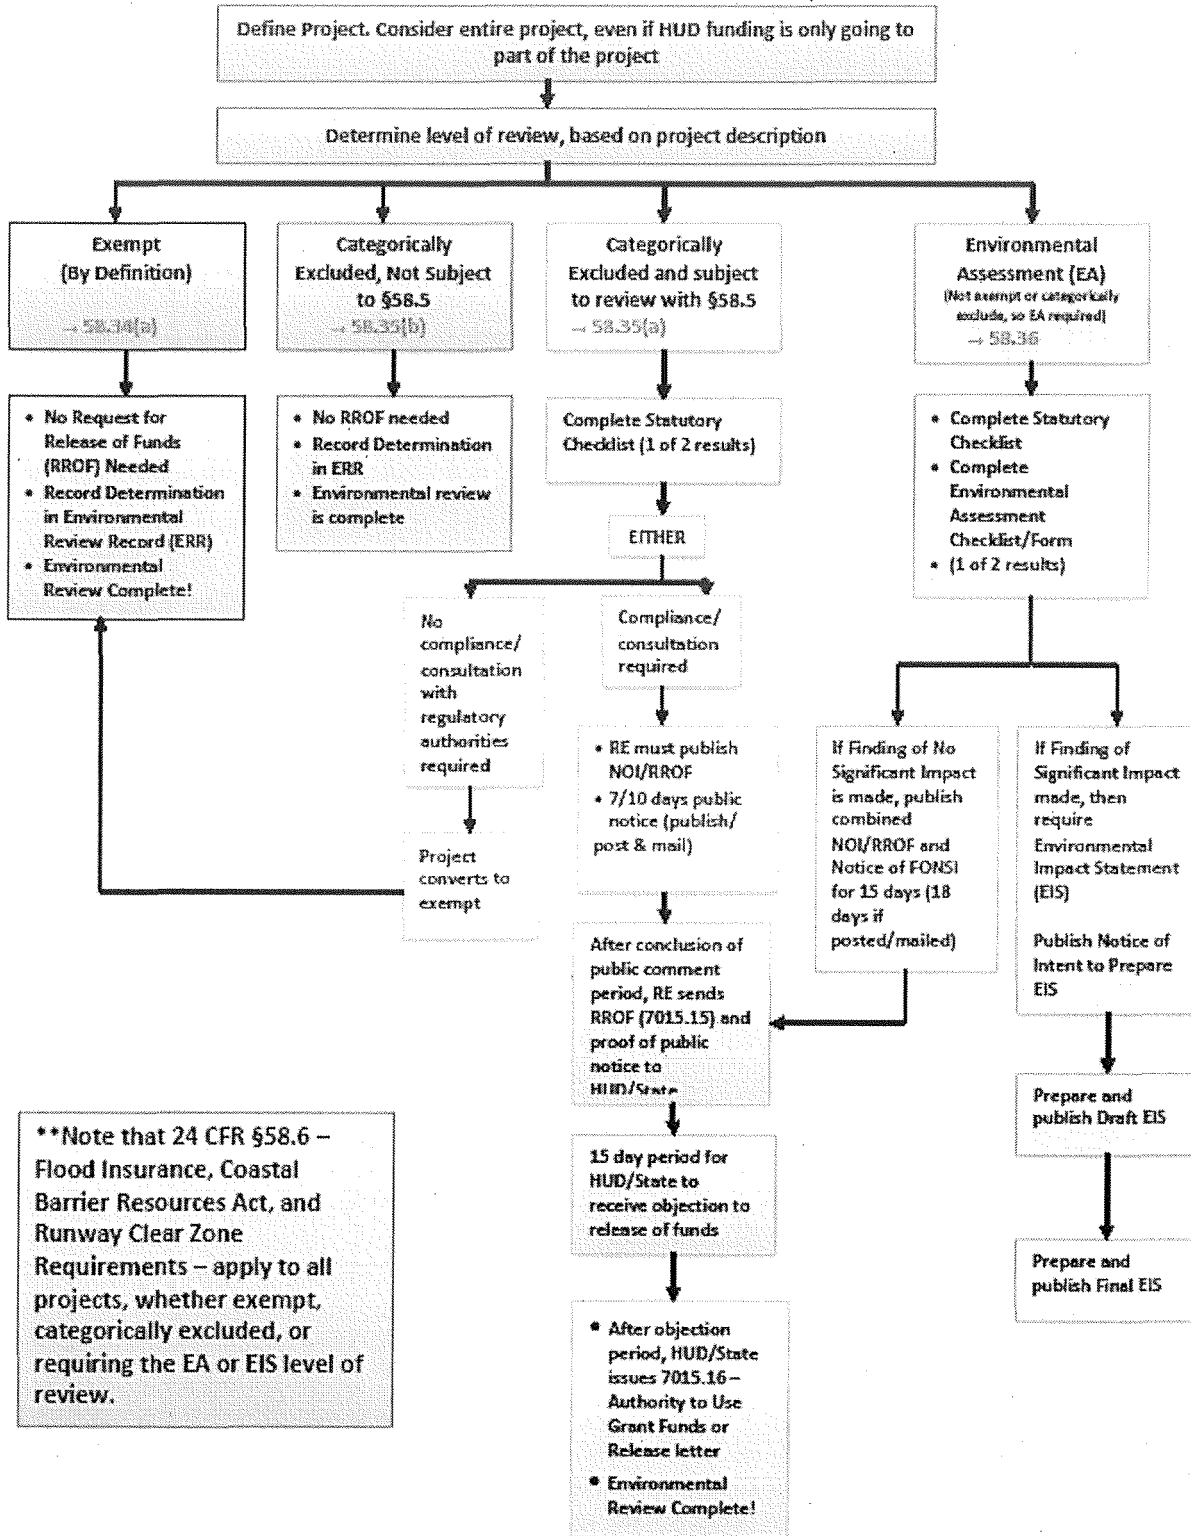 Define Project. Consider entire project, even if HUD funding is only going to
part of the project
Determine level of review, based on project description
Exempt
(By Definition)
→ 58.34(a)
Categorically
Excluded, Not Subject
to §58.5
→ 58.35(b)
Categorically
Excluded and subject
to review with §58.5
→ 58.35(a)
Environmental
Assessment (EA)
(Not exempt or categorically
exclude, so EA required)
→ 58.36
• No Request for
Release of Funds
(RROF) Needed
• Record Determination
in Environmental
Review Record (ERR)
• Environmental
Review Complete!
• No RROF needed
• Record Determination
in ERR
• Environmental review
is complete
Complete Statutory
Checklist (1 of 2 results)
• Complete Statutory
Checklist
• Complete
Environmental
Assessment
Checklist/Form
• (1 of 2 results)
EITHER
No
compliance/
consultation
with
regulatory
authorities
required
Compliance/
consultation
required
Project
converts to
exempt
• RE must publish
NOI/RROF
• 7/10 days public
notice (publish/
post & mail)
If Finding of No
Significant Impact
is made, publish
combined
NOI/RROF and
Notice of FONSI
for 15 days (18
days if
posted/mailed)
If Finding of
Significant Impact
made, then
require
Environmental
Impact Statement
(EIS)
Publish Notice of
Intent to Prepare
EIS
After conclusion of
public comment
period, RE sends
RROF (7015.15) and
proof of public
notice to
HUD/State
Prepare and
publish Draft EIS
15 day period for
HUD/State to
receive objection to
release of funds
Prepare and
publish Final EIS
• After objection
period, HUD/State
issues 7015.16 –
Authority to Use
Grant Funds or
Release letter
• Environmental
Review Complete!
**Note that 24 CFR §58.6 –
Flood Insurance, Coastal
Barrier Resources Act, and
Runway Clear Zone
Requirements – apply to all
projects, whether exempt,
categorically excluded, or
requiring the EA or EIS level of
review.